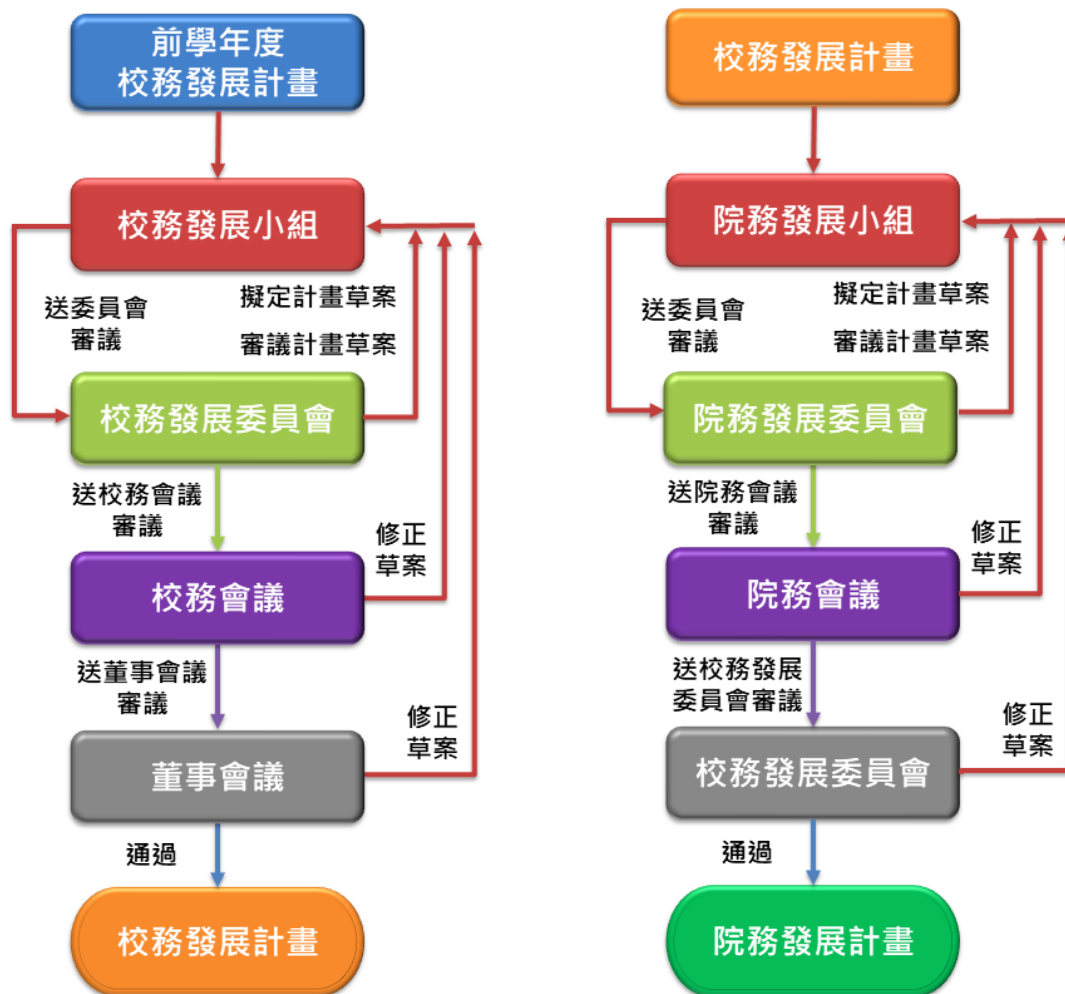 前學年度
校務發展計畫
校務發展小組
送委員會
審議
擬定計畫草案
審議計畫草案
校務發展委員會
送校務會議
審議
修正
草案
校務會議
送董事會議
審議
修正
草案
董事會議
通過
校務發展計畫
校務發展計畫
院務發展小組
送委員會
審議
擬定計畫草案
審議計畫草案
院務發展委員會
送院務會議
審議
修正
草案
院務會議
送校務發展
委員會審議
修正
草案
校務發展委員會
通過
院務發展計畫